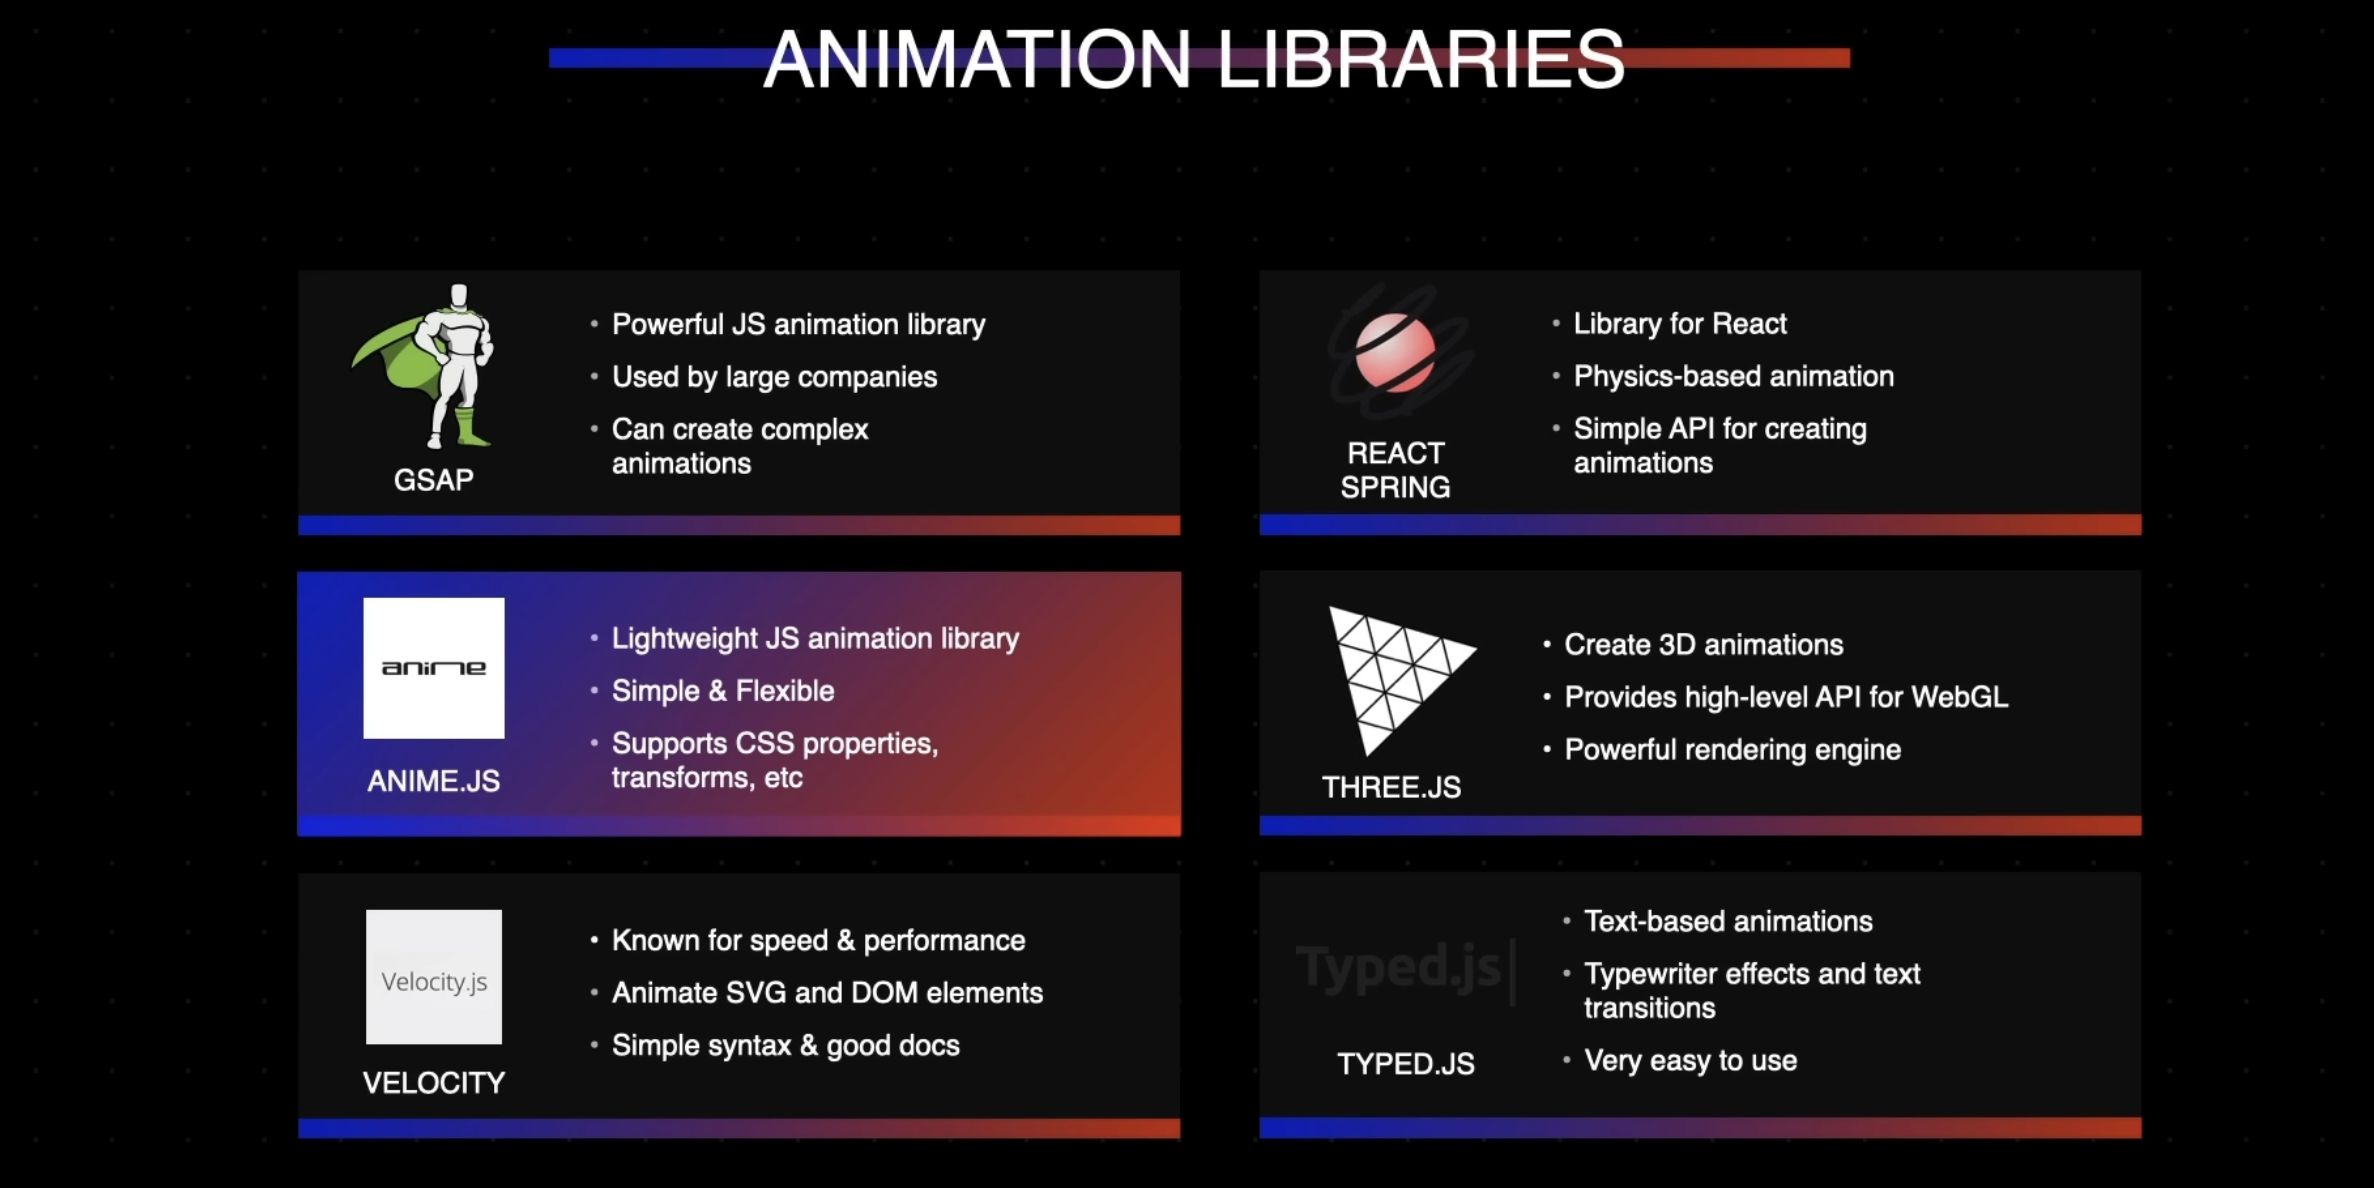 ANIMATION LIBRARIES
GSAP
• Powerful JS animation library
• Used by large companies
• Can create complex
animations
REACT
SPRING
• Library for React
• Physics-based animation
• Simple API for creating
animations
anime
ANIME.JS
• Lightweight JS animation library
• Simple & Flexible
• Supports CSS properties,
transforms, etc
THREE.JS
• Create 3D animations
• Provides high-level API for WebGL
• Powerful rendering engine
Velocity.js
VELOCITY
• Known for speed & performance
• Animate SVG and DOM elements
• Simple syntax & good docs
Typed.js|
TYPED.JS
• Text-based animations
• Typewriter effects and text
transitions
• Very easy to use